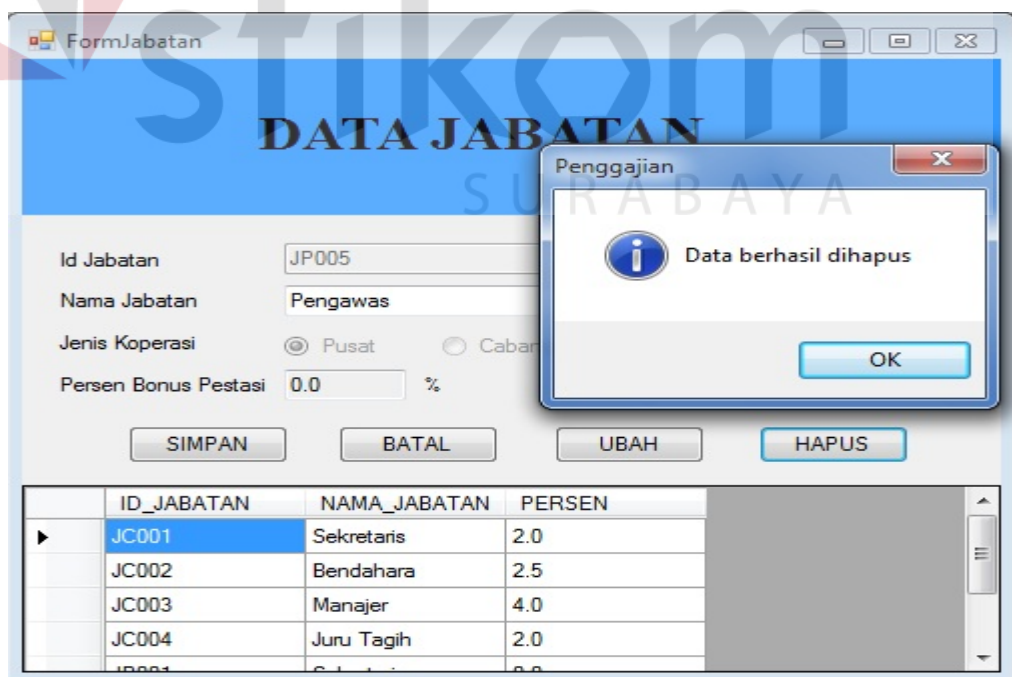 stikom
SURABAYA
FormJabatan
DATA JABATAN
Penggajian
Data berhasil dihapus
OK
Id Jabatan JP005
Nama Jabatan Pengawas
Jenis Koperasi Pusat
Persen Bonus Pestasi 0.0 %
SIMPAN BATAL UBAH HAPUS
ID_JABATAN NAMA_JABATAN PERSEN
JC001 Sekretaris 2.0
JC002 Bendahara 2.5
JC003 Manajer 4.0
JC004 Juru Tagih 2.0